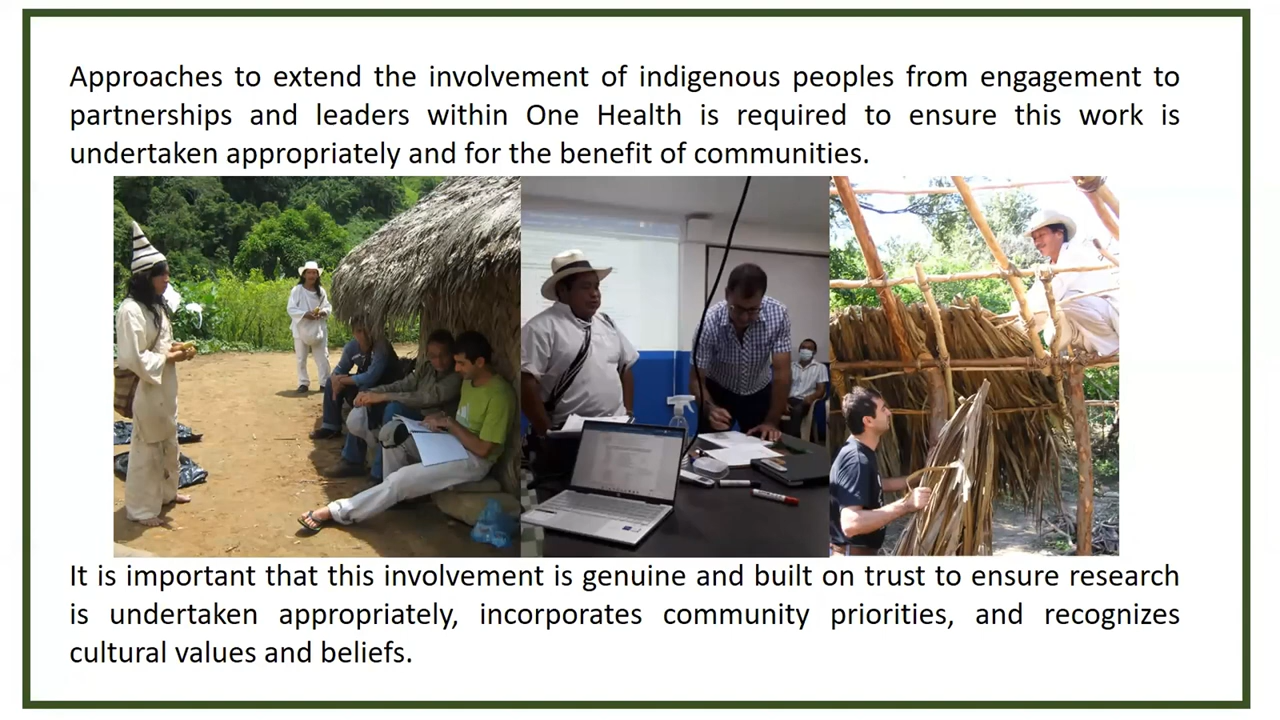 Approaches to extend the involvement of indigenous peoples from engagement to
partnerships and leaders within One Health is required to ensure this work is
undertaken appropriately and for the benefit of communities.
It is important that this involvement is genuine and built on trust to ensure research
is undertaken appropriately, incorporates community priorities, and recognizes
cultural values and beliefs.